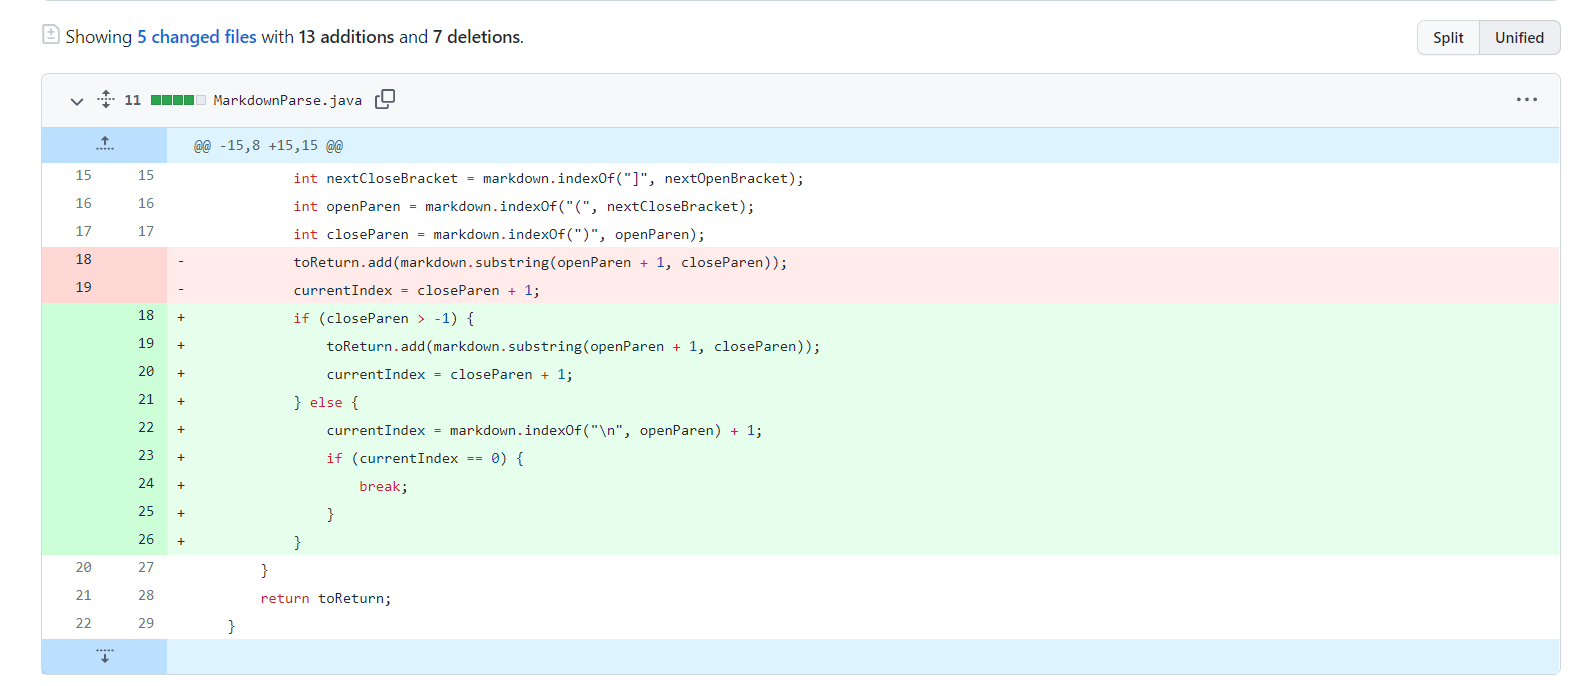 Showing 5 changed files with 13 additions and 7 deletions.
Split Unified
11 MarkdownParse.java
@@ -15,8 +15,15 @@
15 15 int nextCloseBracket = markdown.indexOf("]", nextOpenBracket);
16 16 int openParen = markdown.indexOf("(", nextCloseBracket);
17 17 int closeParen = markdown.indexOf(")", openParen);
18 - toReturn.add(markdown.substring(openParen + 1, closeParen));
19 - currentIndex = closeParen + 1;
18 + if (closeParen > -1) {
19 + toReturn.add(markdown.substring(openParen + 1, closeParen));
20 + currentIndex = closeParen + 1;
21 + } else {
22 + currentIndex = markdown.indexOf("\n", openParen) + 1;
23 + if (currentIndex == 0) {
24 + break;
25 + }
26 + }
20 27 }
21 28 return toReturn;
22 29 }